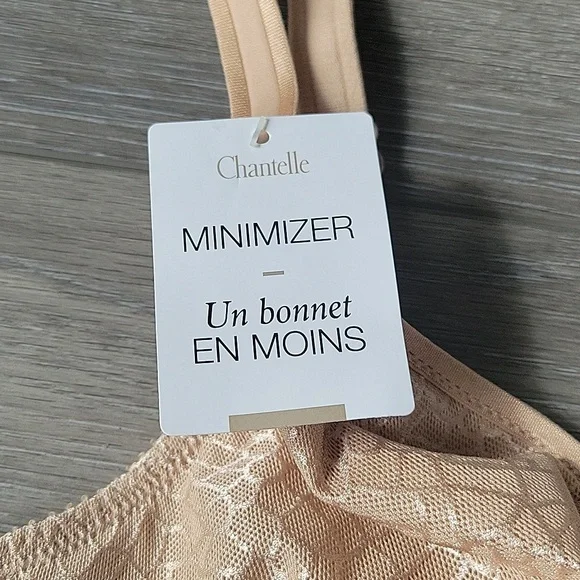 Chantelle
MINIMIZER
Un bonnet
EN MOINS